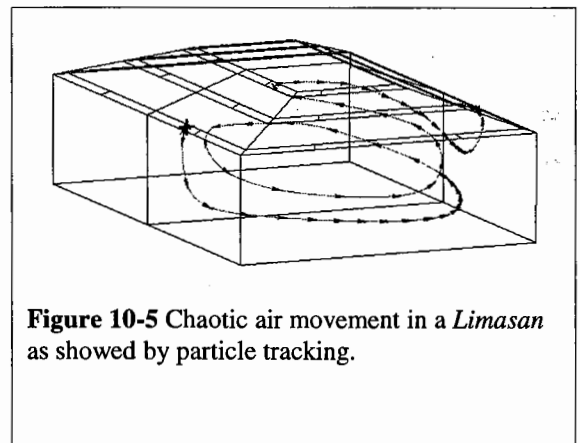 Figure 10-5 Chaotic air movement in a Limasan
as showed by particle tracking.